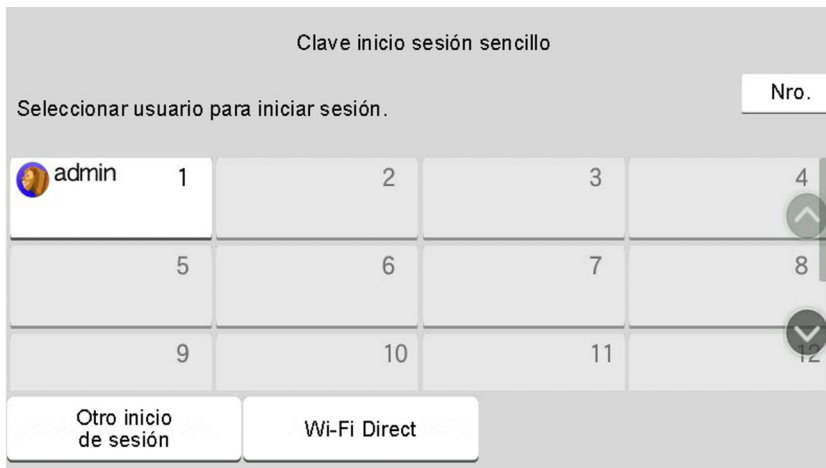 Clave inicio sesión sencillo
Nro.
Seleccionar usuario para iniciar sesión.
admin 1 2 3 4
5 6 7 8
9 10 11 12
Otro inicio
de sesión
Wi-Fi Direct